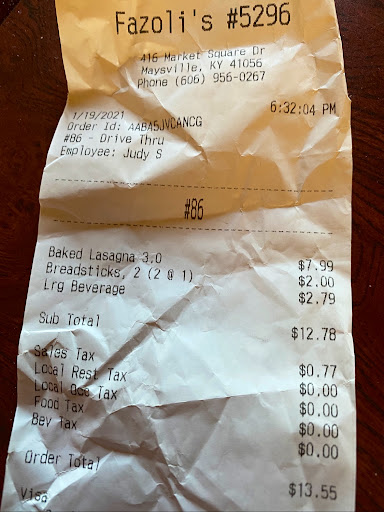 Fazoli's #5296
416 Market Square Dr
Maysville, KY 41056
Phone (606) 956-0267
1/19/2021 6:32:04 PM
Order Id: AABA5JVCANCG
#86 - Drive Thru
Employee: Judy S
#86
Baked Lasagna 3.0 $7.99
Breadsticks, 2 (2 @ 1) $2.00
Lrg Beverage $2.79
Sub Total $12.78
Sales Tax $0.77
Local Rest Tax $0.00
Local Occ Tax $0.00
Food Tax $0.00
Bev Tax $0.00
Order Total $13.55
Visa